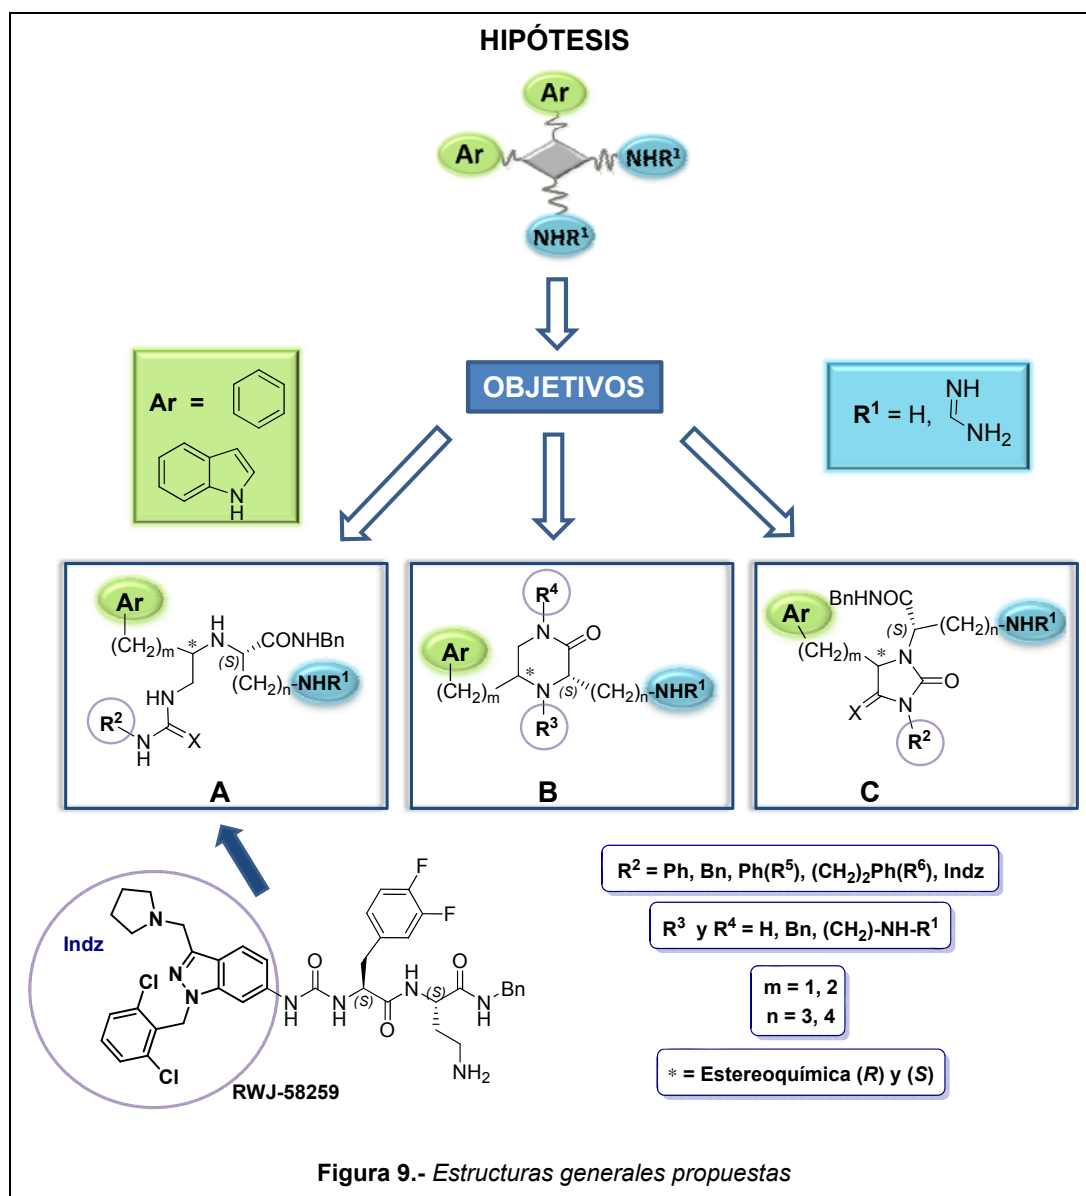 HIPÓTESIS
Ar
Ar
NHR¹
NHR¹
OBJETIVOS
Ar =
N
H
R¹ = H,
NH
NH₂
Ar
(CH₂)m
*
H
N
(S)
CONHBn
(CH₂)n-NHR¹
HN
R²
N
H
X
A
R⁴
N
O
Ar
(CH₂)m
*
N
(S)
(CH₂)n-NHR¹
R³
B
BnHNOC
Ar
(S)
(CH₂)n-NHR¹
(CH₂)m
*
N
O
X
N
R²
C
N
Indz
N
N
Cl
Cl
N
H
O
N
H
(S)
F
F
O
H
N
(S)
O
N
H
Bn
NH₂
RWJ-58259
R² = Ph, Bn, Ph(R⁵), (CH₂)₂Ph(R⁶), Indz
R³ y R⁴ = H, Bn, (CH₂)-NH-R¹
m = 1, 2
n = 3, 4
* = Estereoquímica (R) y (S)
Figura 9.- Estructuras generales propuestas